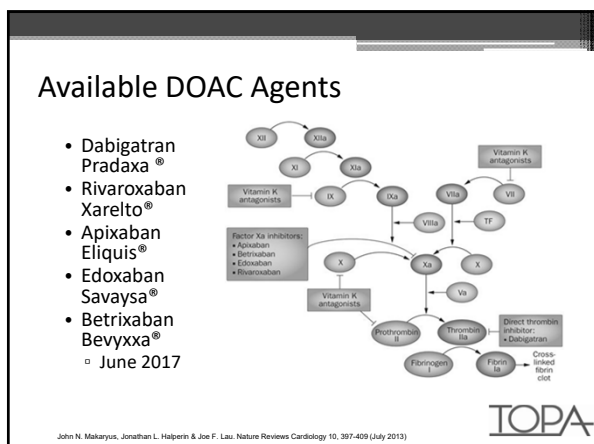 Available DOAC Agents
• Dabigatran
Pradaxa ®
• Rivaroxaban
Xarelto®
• Apixaban
Eliquis®
• Edoxaban
Savaysa®
• Betrixaban
Bevyxxa®
▫ June 2017
XII
XIIa
XI
XIa
Vitamin K
antagonists
IX
IXa
Vitamin K
antagonists
VIIa
VII
VIIIa
TF
Factor Xa inhibitors:
• Apixaban
• Betrixaban
• Edoxaban
• Rivaroxaban
X
Xa
X
Vitamin K
antagonists
Va
Prothrombin
II
Thrombin
IIa
Direct thrombin
inhibitor:
• Dabigatran
Fibrinogen
I
Fibrin
Ia
Cross-
linked
fibrin
clot
John N. Makaryus, Jonathan L. Halperin & Joe F. Lau. Nature Reviews Cardiology 10, 397-409 (July 2013)
TOPA